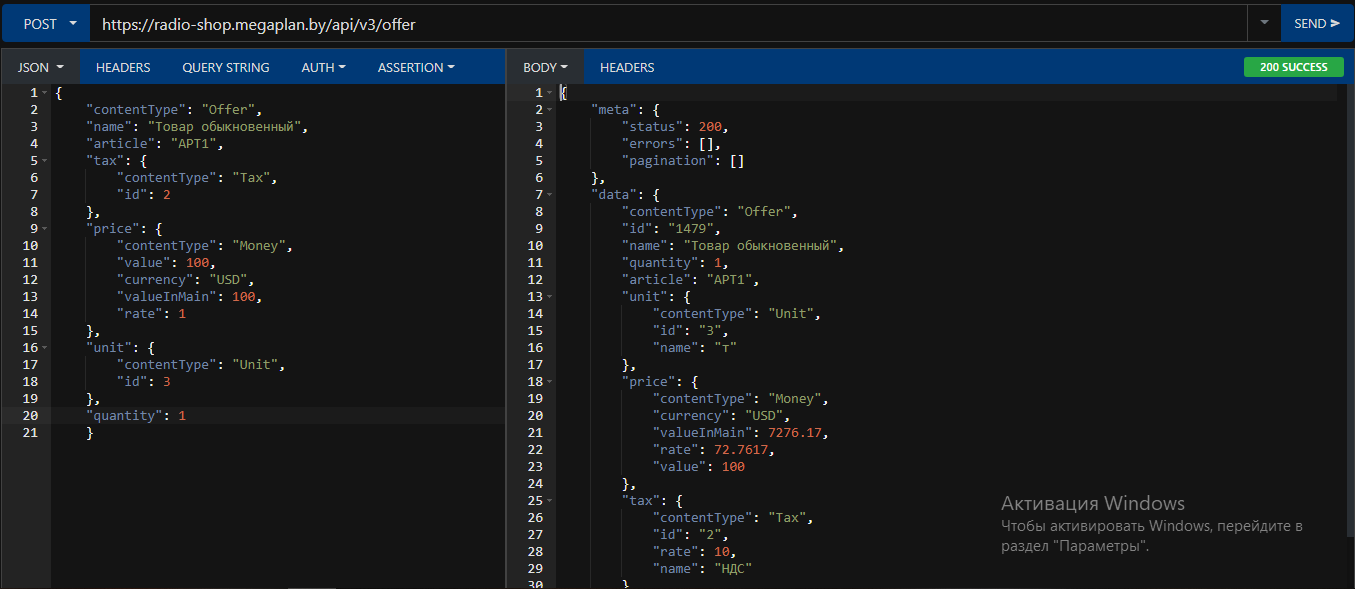 POST https://radio-shop.megaplan.by/api/v3/offer SEND
JSON HEADERS QUERY STRING AUTH ASSERTION
1 {
2 "contentType": "Offer",
3 "name": "Товар обыкновенный",
4 "article": "АРТ1",
5 "tax": {
6 "contentType": "Tax",
7 "id": 2
8 },
9 "price": {
10 "contentType": "Money",
11 "value": 100,
12 "currency": "USD",
13 "valueInMain": 100,
14 "rate": 1
15 },
16 "unit": {
17 "contentType": "Unit",
18 "id": 3
19 },
20 "quantity": 1
21 }
BODY HEADERS 200 SUCCESS
1 {
2 "meta": {
3 "status": 200,
4 "errors": [],
5 "pagination": []
6 },
7 "data": {
8 "contentType": "Offer",
9 "id": "1479",
10 "name": "Товар обыкновенный",
11 "quantity": 1,
12 "article": "АРТ1",
13 "unit": {
14 "contentType": "Unit",
15 "id": "3",
16 "name": "т"
17 },
18 "price": {
19 "contentType": "Money",
20 "currency": "USD",
21 "valueInMain": 7276.17,
22 "rate": 72.7617,
23 "value": 100
24 },
25 "tax": {
26 "contentType": "Tax",
27 "id": "2",
28 "rate": 10,
29 "name": "НДС"
30 }
Активация Windows
Чтобы активировать Windows, перейдите в
раздел "Параметры".